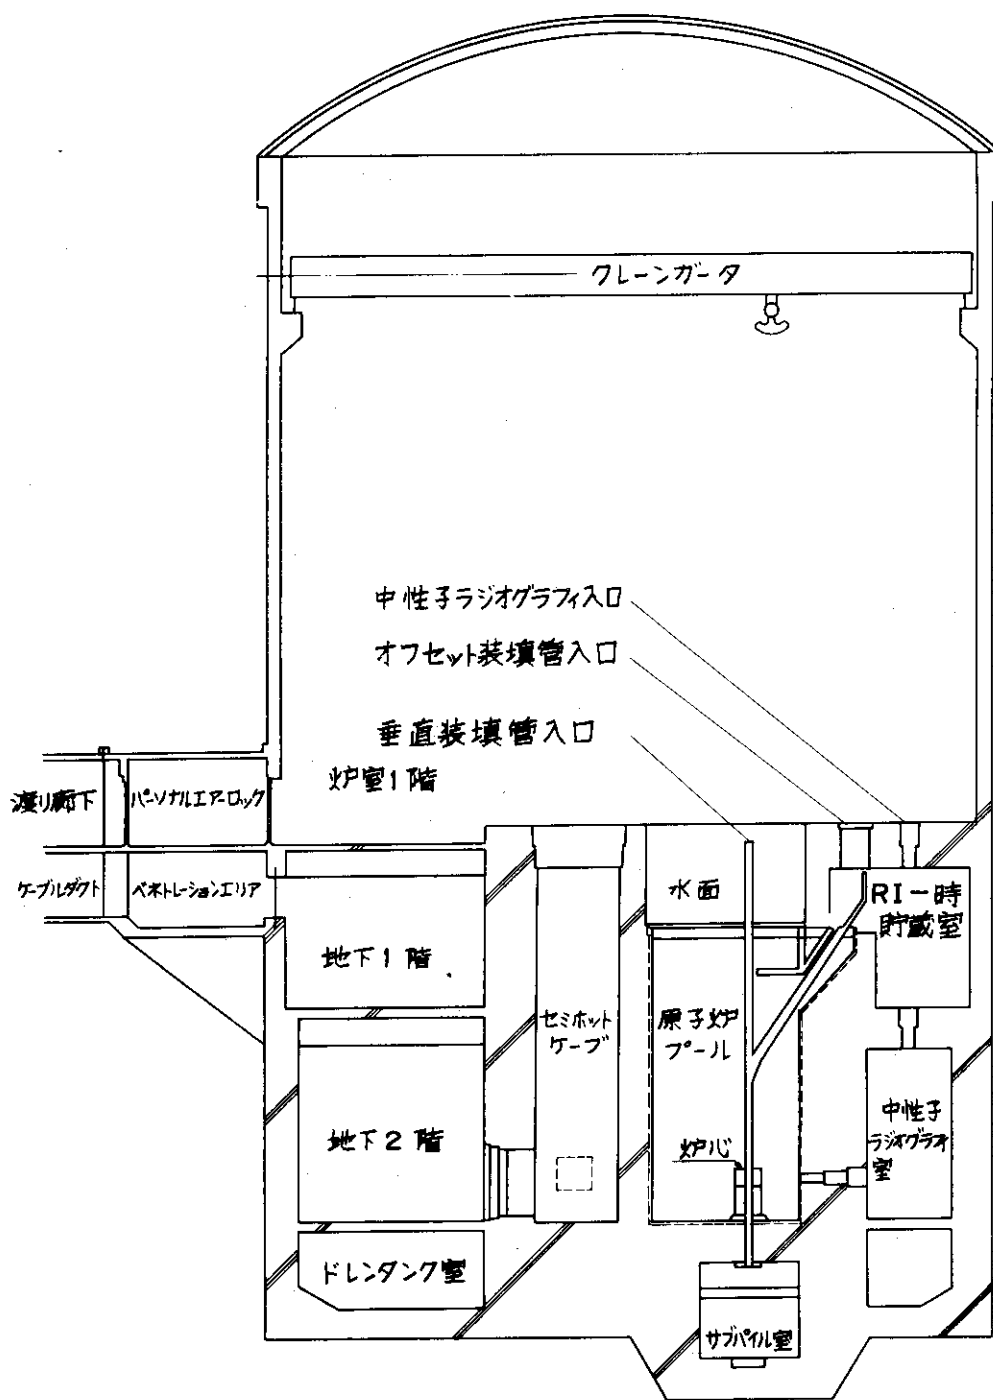 クレーンガータ
中性子ラジオグラフィ入口
オフセット装填管入口
垂直装填管入口
炉室1階
渡り廊下
パーソナルエアーロック
ケーブルダクト
ペネトレーションエリア
水面
RI一時
貯蔵室
地下1階
セミホット
ケーブ
原子炉
プール
地下2階
炉心
中性子
ラジオグラフィ
室
ドレンタンク室
サブパイル室